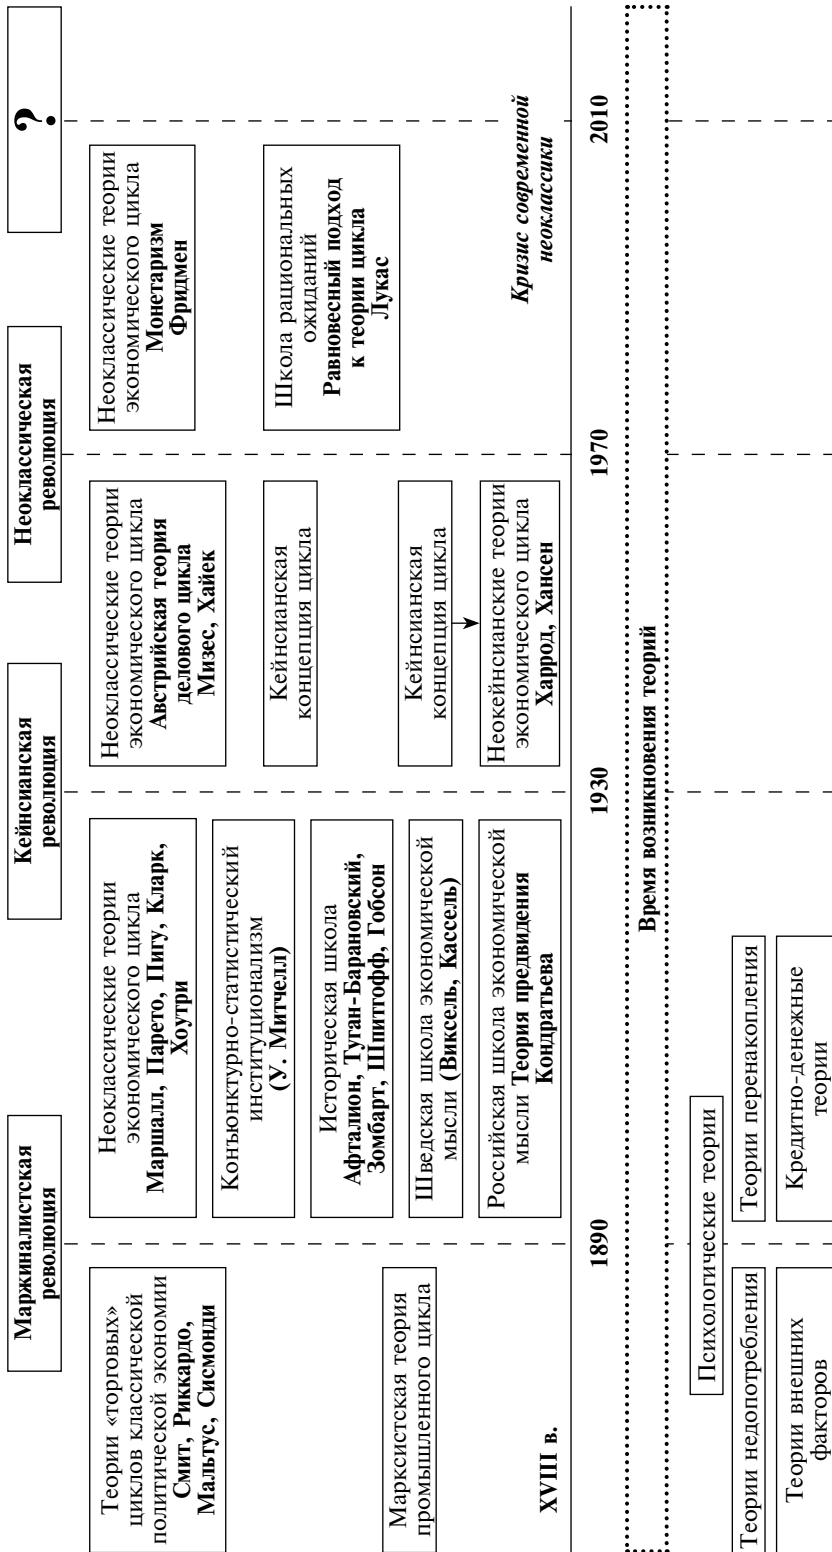 Маржиналистская
революция
Кейнсианская
революция
Неоклассическая
революция
?
Теории «торговых»
циклов классической
политической экономии
Смит, Риккардо,
Мальтус, Сисмонди
Марксистская теория
промышленного цикла
XVIII в.
Неоклассические теории
экономического цикла
Маршалл, Парето, Пигу, Кларк,
Хоутри
Конъюнктурно-статистический
институционализм
(У. Митчелл)
Историческая школа
Афталион, Туган-Барановский,
Зомбарт, Шпитгофф, Гобсон
Шведская школа экономической
мысли (Виксель, Кассель)
Российская школа экономической
мысли Теория предвидения
Кондратьева
Неоклассические теории
экономического цикла
Австрийская теория
делового цикла
Мизес, Хайек
Кейнсианская
концепция цикла
Кейнсианская
концепция цикла
Неокейнсианские теории
экономического цикла
Харрод, Хансен
Неоклассические теории
экономического цикла
Монетаризм
Фридмен
Школа рациональных
ожиданий
Равновесный подход
к теории цикла
Лукас
Кризис современной
неоклассики
1890
1930
1970
2010
Время возникновения теорий
Психологические теории
Теории недопотребления
Теории перенакопления
Теории внешних
факторов
Кредитно-денежные
теории